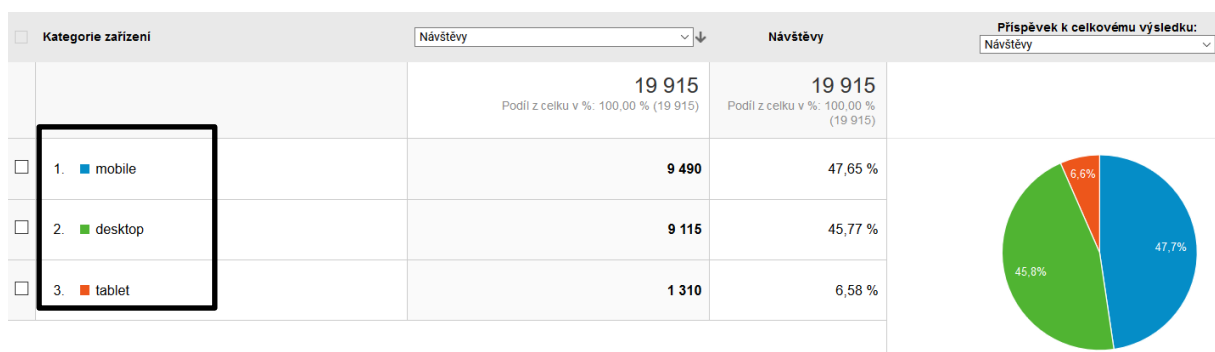 Kategorie zařízení
Návštěvy
Návštěvy
Příspěvek k celkovému výsledku:
Návštěvy
19 915
Podíl z celku v %: 100,00 % (19 915)
19 915
Podíl z celku v %: 100,00 %
(19 915)
1. mobile 9 490 47,65 %
2. desktop 9 115 45,77 %
3. tablet 1 310 6,58 %
6,6%
47,7%
45,8%